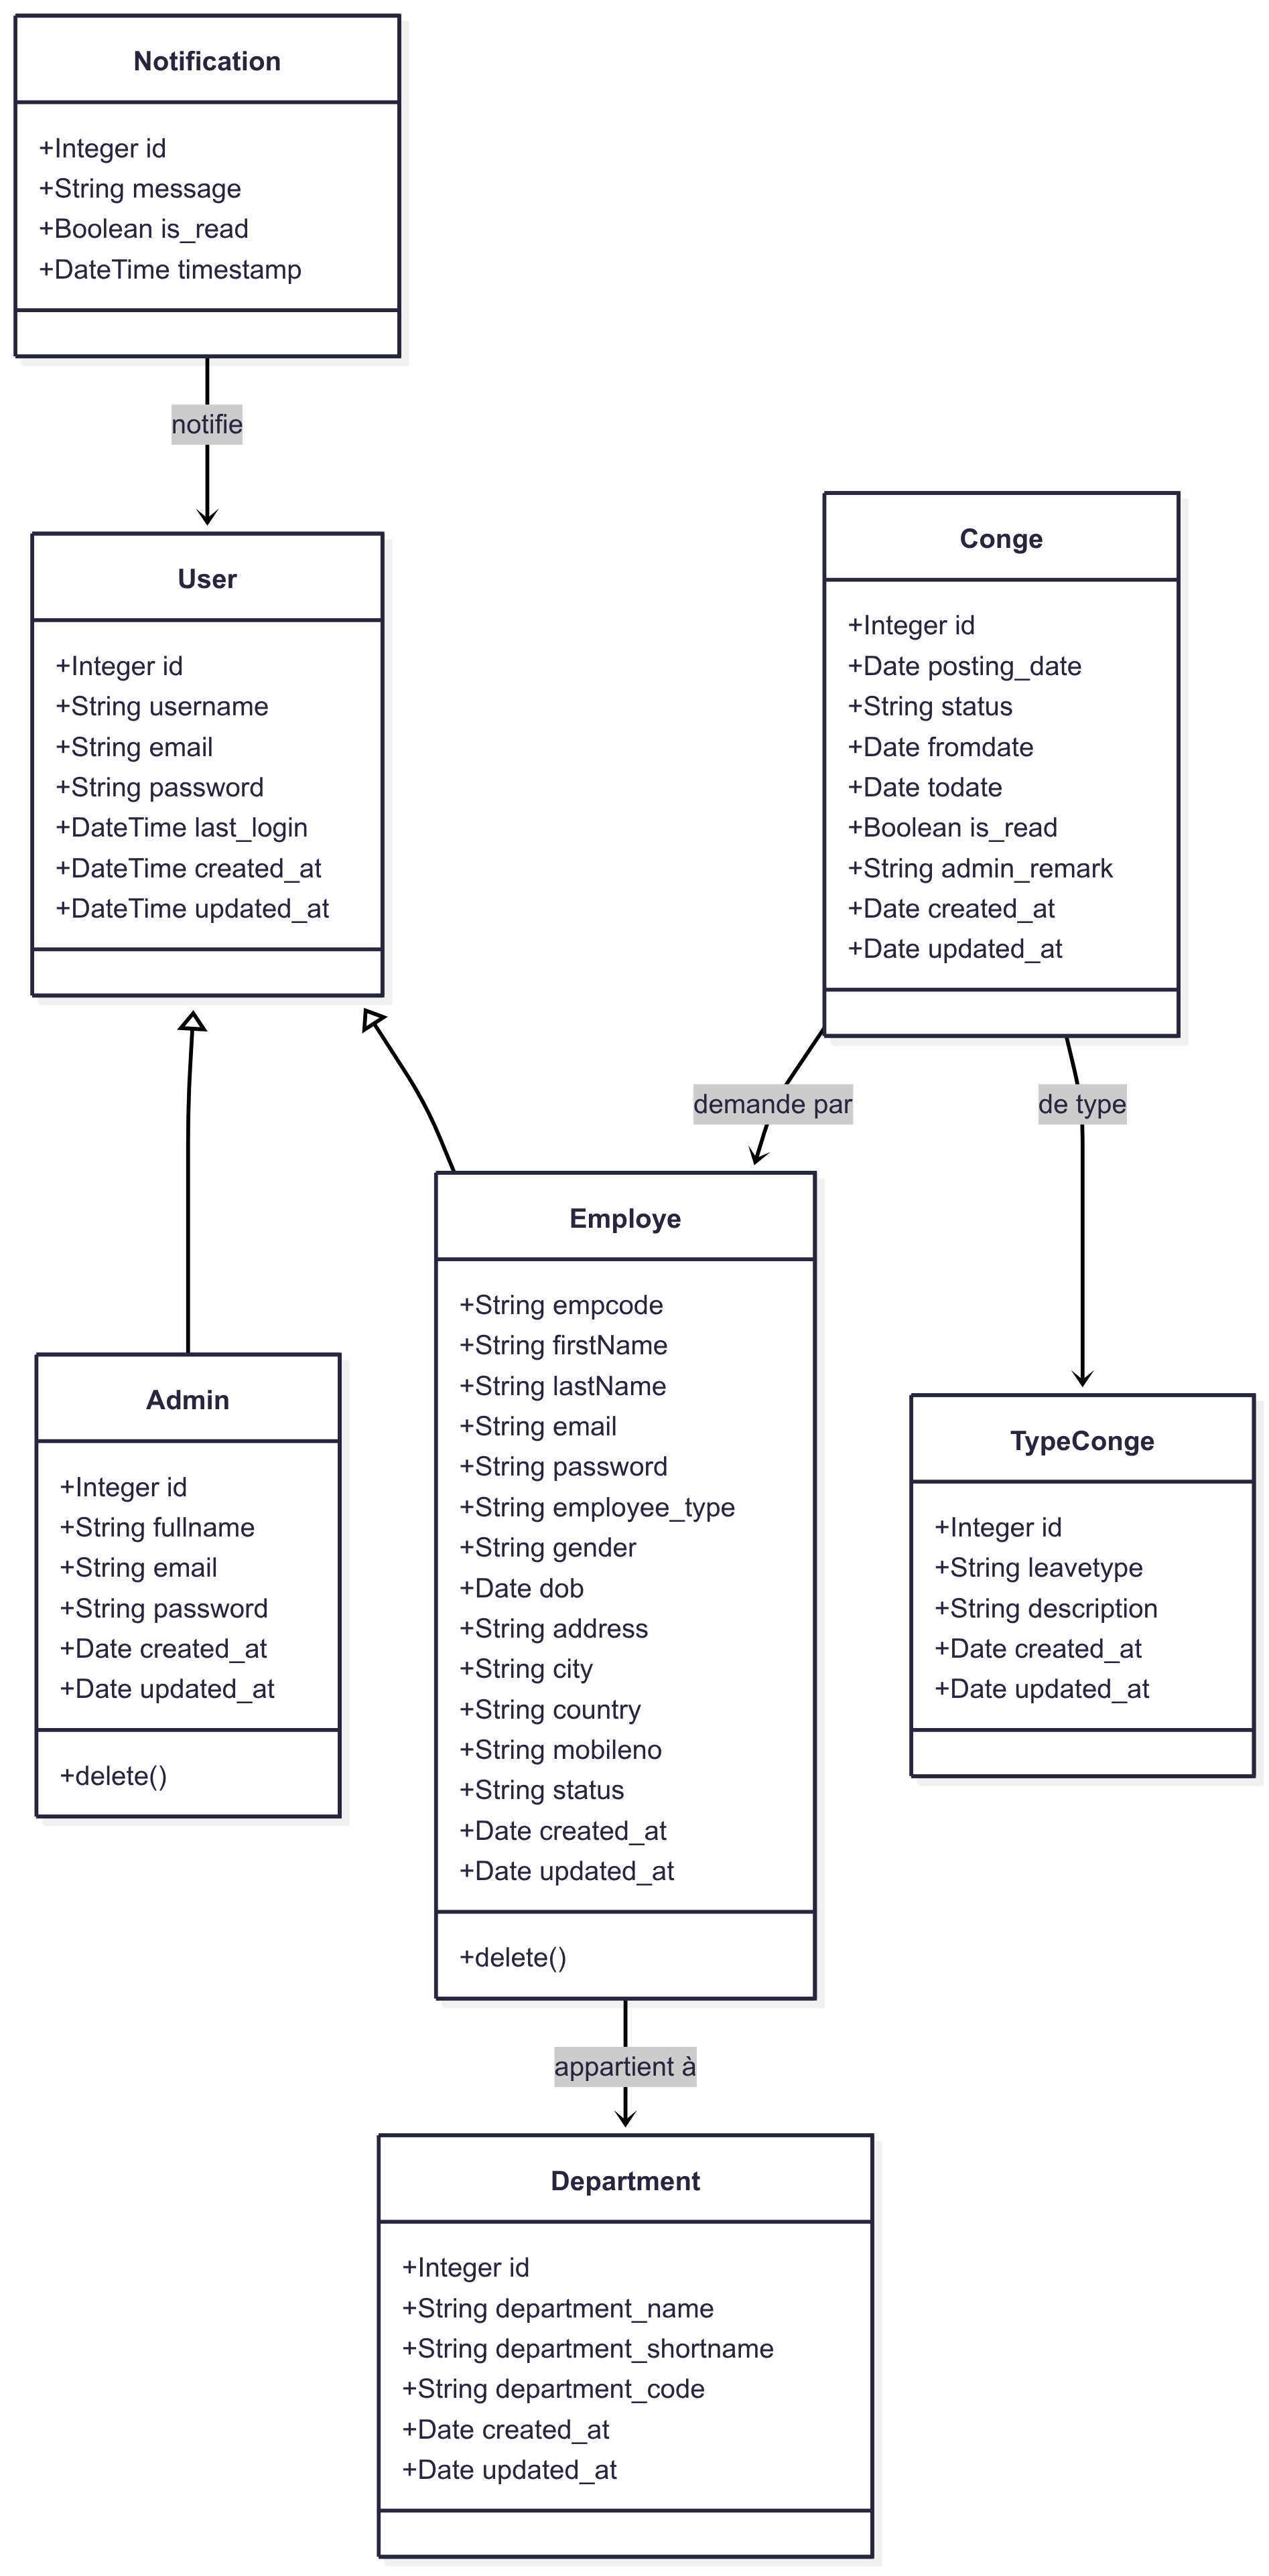 Notification
+Integer id
+String message
+Boolean is_read
+DateTime timestamp
notifie
User
+Integer id
+String username
+String email
+String password
+DateTime last_login
+DateTime created_at
+DateTime updated_at
Conge
+Integer id
+Date posting_date
+String status
+Date fromdate
+Date todate
+Boolean is_read
+String admin_remark
+Date created_at
+Date updated_at
demande par
de type
Employe
+String empcode
+String firstName
+String lastName
+String email
+String password
+String employee_type
+String gender
+Date dob
+String address
+String city
+String country
+String mobileno
+String status
+Date created_at
+Date updated_at
+delete()
Admin
+Integer id
+String fullname
+String email
+String password
+Date created_at
+Date updated_at
+delete()
TypeConge
+Integer id
+String leavetype
+String description
+Date created_at
+Date updated_at
appartient à
Department
+Integer id
+String department_name
+String department_shortname
+String department_code
+Date created_at
+Date updated_at